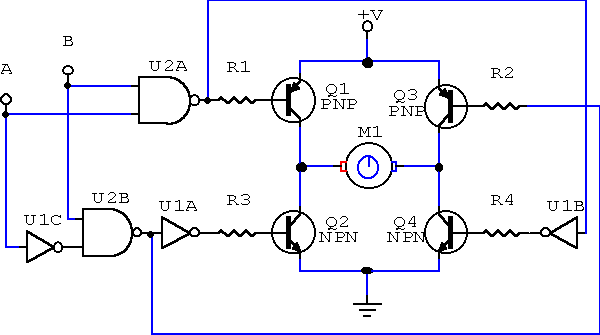 +V
B
A
U2A
R1
Q1
PNP
Q3
PNP
R2
M1
U2B
U1C
U1A
R3
Q2
NPN
Q4
NPN
R4
U1B